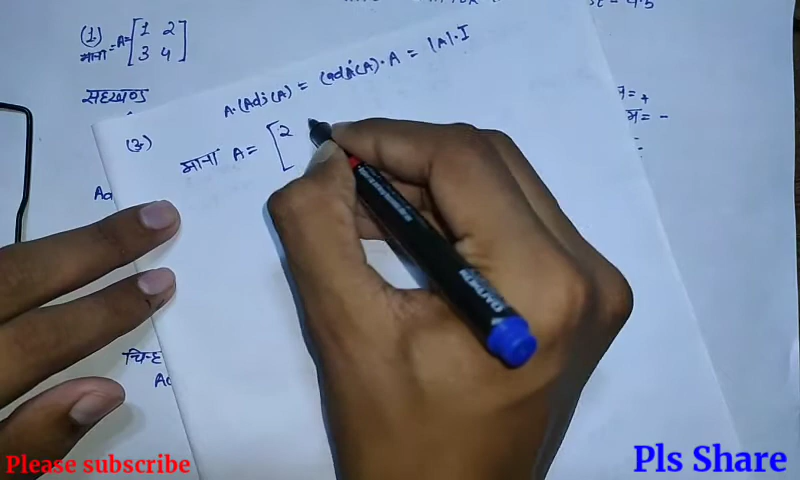 (1)
माना A = [1 2
3 4]
सहखण्ड
A.(Adj(A) = (adj(A).A = |A|.I
(3)
माना A = [2
चिन्ह
Please subscribe
Pls Share